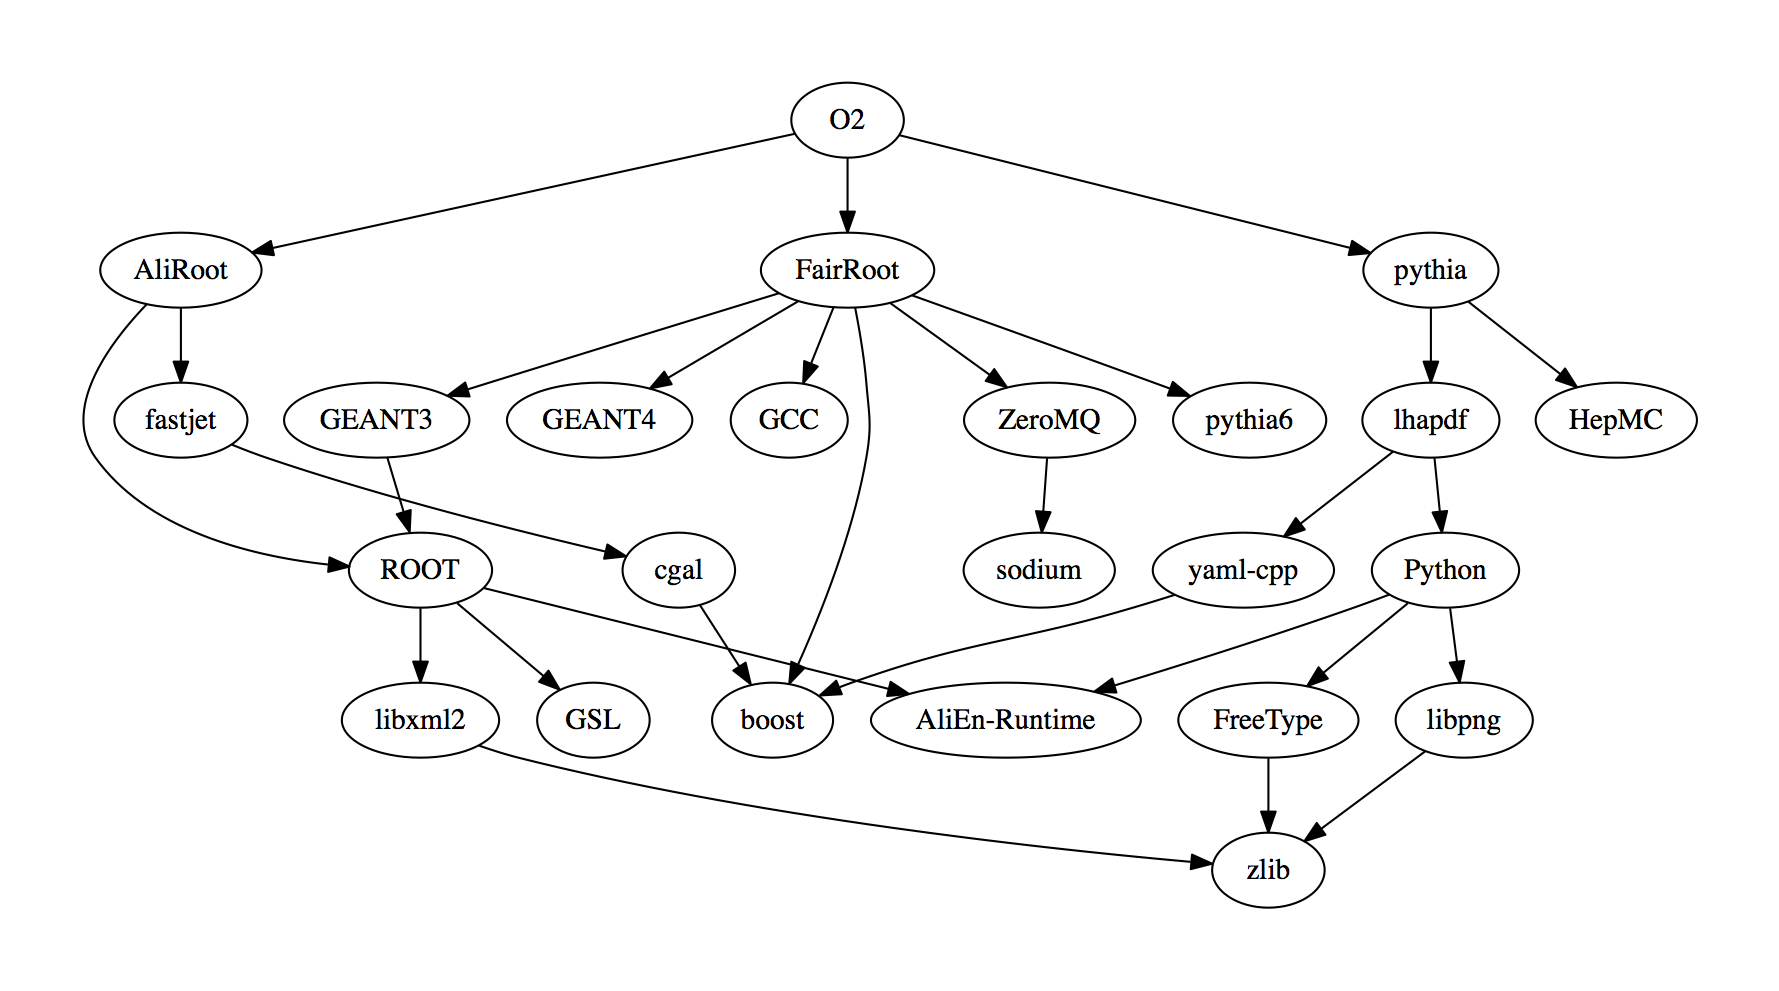 O2
AliRoot
FairRoot
pythia
fastjet
GEANT3
GEANT4
GCC
ZeroMQ
pythia6
lhapdf
HepMC
ROOT
cgal
sodium
yaml-cpp
Python
libxml2
GSL
boost
AliEn-Runtime
FreeType
libpng
zlib